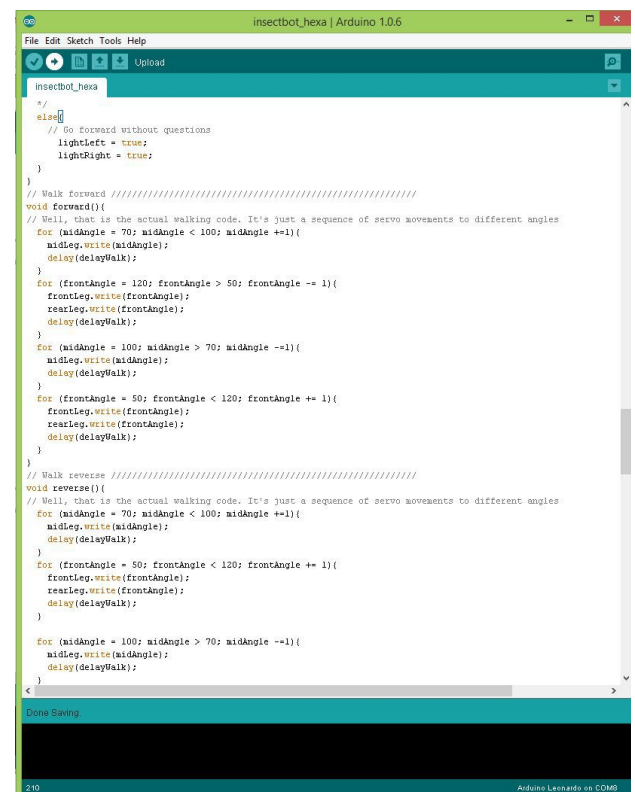 insectbot_hexa | Arduino 1.0.6
File Edit Sketch Tools Help
Upload
insectbot_hexa
*/
else{
// Go forward without questions
lightLeft = true;
lightRight = true;
}
}
// Walk forward //////////////////////////////////////////////////////////
void forward(){
// Well, that is the actual walking code. It's just a sequence of servo movements to different angles
for (midAngle = 70; midAngle < 100; midAngle +=1){
midLeg.write(midAngle);
delay(delayWalk);
}
for (frontAngle = 120; frontAngle > 50; frontAngle -= 1){
frontLeg.write(frontAngle);
rearLeg.write(frontAngle);
delay(delayWalk);
}
for (midAngle = 100; midAngle > 70; midAngle -=1){
midLeg.write(midAngle);
delay(delayWalk);
}
for (frontAngle = 50; frontAngle < 120; frontAngle += 1){
frontLeg.write(frontAngle);
rearLeg.write(frontAngle);
delay(delayWalk);
}
}
// Walk reverse //////////////////////////////////////////////////////////
void reverse(){
// Well, that is the actual walking code. It's just a sequence of servo movements to different angles
for (midAngle = 70; midAngle < 100; midAngle +=1){
midLeg.write(midAngle);
delay(delayWalk);
}
for (frontAngle = 50; frontAngle < 120; frontAngle += 1){
frontLeg.write(frontAngle);
rearLeg.write(frontAngle);
delay(delayWalk);
}
for (midAngle = 100; midAngle > 70; midAngle -=1){
midLeg.write(midAngle);
delay(delayWalk);
}
Done Saving.
210
Arduino Leonardo on COM8